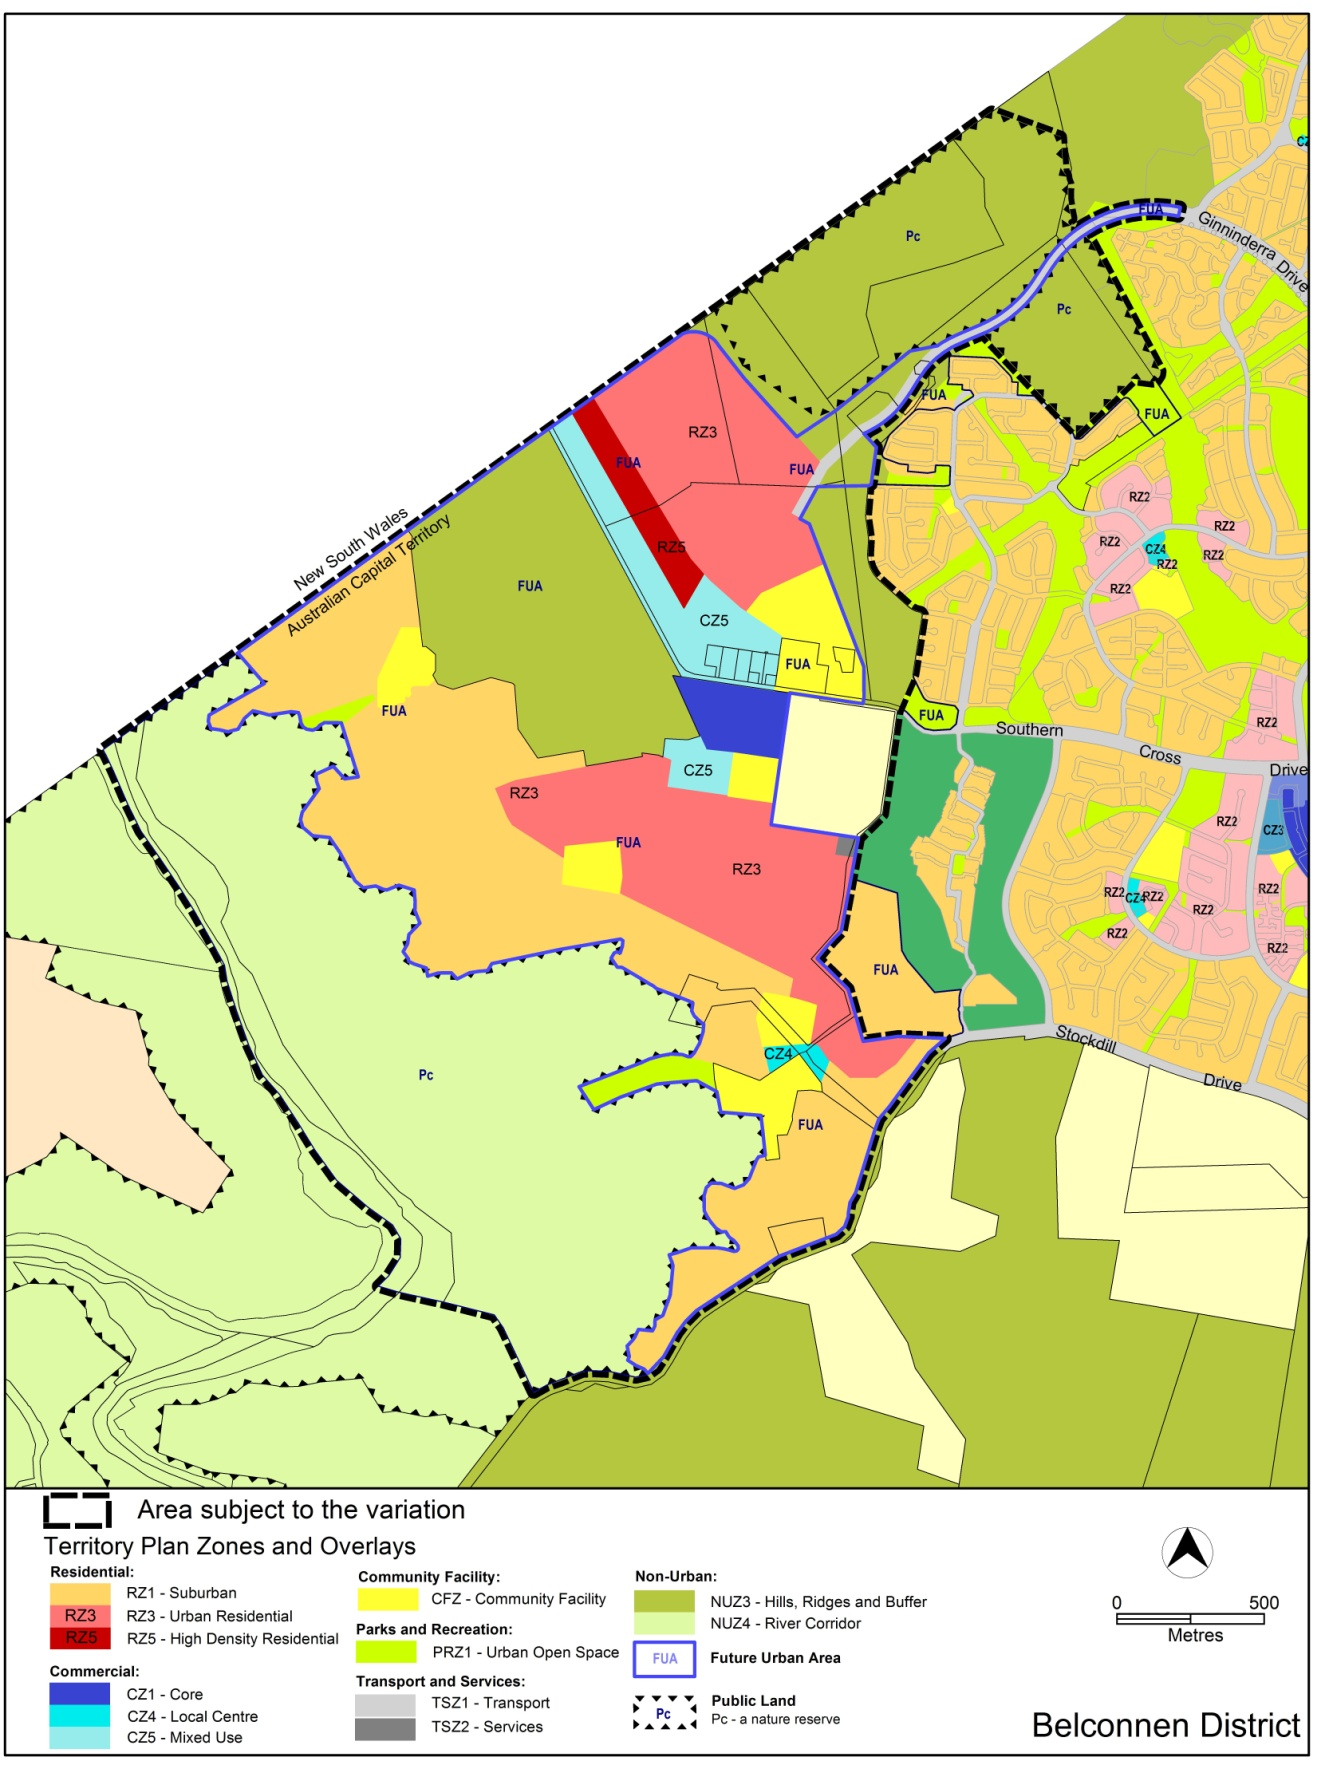 Pc
FUA
Ginninderra Drive
Pc
FUA
FUA
RZ3
FUA
FUA
RZ2
RZ5
New South Wales
Australian Capital Territory
RZ2
RZ2
CZ4
RZ2
RZ2
FUA
RZ2
CZ5
FUA
FUA
FUA
RZ2
Southern Cross Drive
CZ5
RZ3
FUA
RZ2
CZ3
RZ3
RZ2
CZ4
RZ2
RZ2
RZ2
RZ2
RZ2
FUA
Stockdill Drive
CZ4
Pc
FUA
Area subject to the variation
Territory Plan Zones and Overlays
Residential:
RZ1 - Suburban
RZ3
RZ3 - Urban Residential
RZ5
RZ5 - High Density Residential
Commercial:
CZ1 - Core
CZ4 - Local Centre
CZ5 - Mixed Use
Community Facility:
CFZ - Community Facility
Parks and Recreation:
PRZ1 - Urban Open Space
Transport and Services:
TSZ1 - Transport
TSZ2 - Services
Non-Urban:
NUZ3 - Hills, Ridges and Buffer
NUZ4 - River Corridor
FUA
Future Urban Area
Pc
Public Land
Pc - a nature reserve
0 500
Metres
Belconnen District